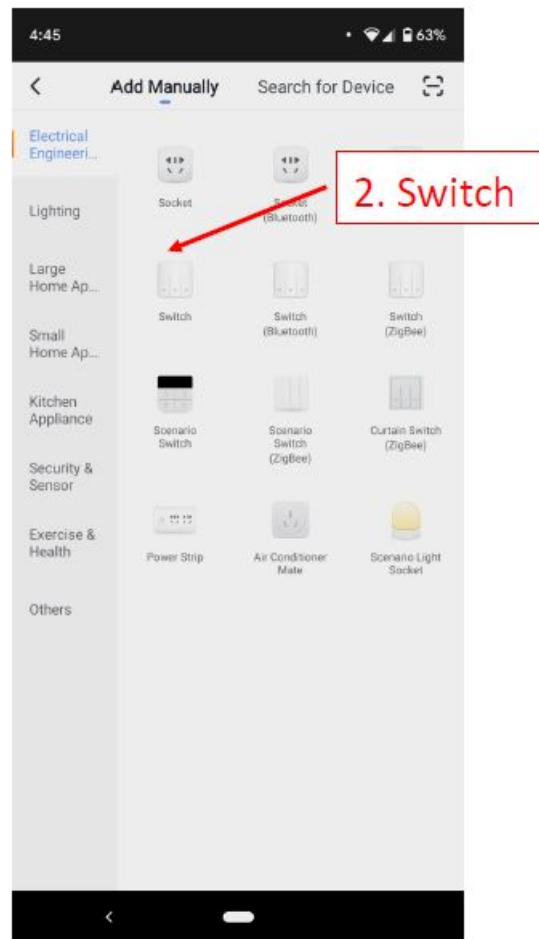 4:45
63%
Add Manually
Search for Device
Electrical
Engineeri...
Lighting
Large
Home Ap...
Small
Home Ap...
Kitchen
Appliance
Security &
Sensor
Exercise &
Health
Others
Socket
Socket
(Bluetooth)
2. Switch
Switch
Switch
(Bluetooth)
Switch
(ZigBee)
Scenario
Switch
Scenario
Switch
(ZigBee)
Curtain Switch
(ZigBee)
Power Strip
Air Conditioner
Mate
Scenario Light
Socket